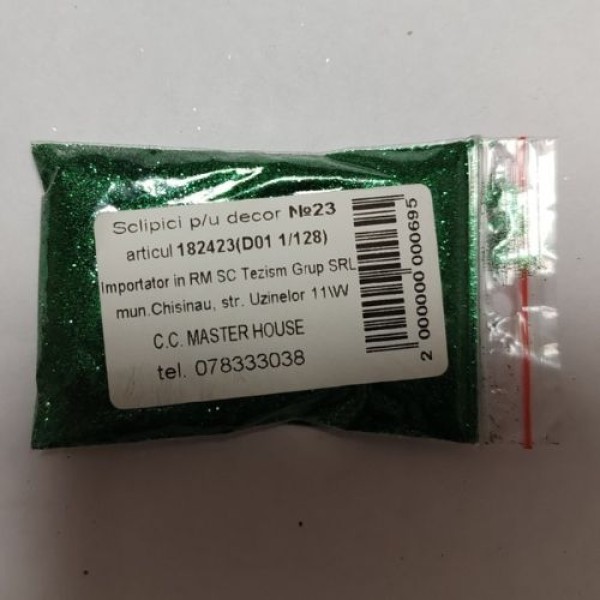 Sclipici p/u decor №23
articul 182423(D01 1/128)
Importator in RM SC Tezism Grup SRL
mun.Chisinau, str. Uzinelor 11\W
C.C. MASTER HOUSE
tel. 078333038
2 000000 000695